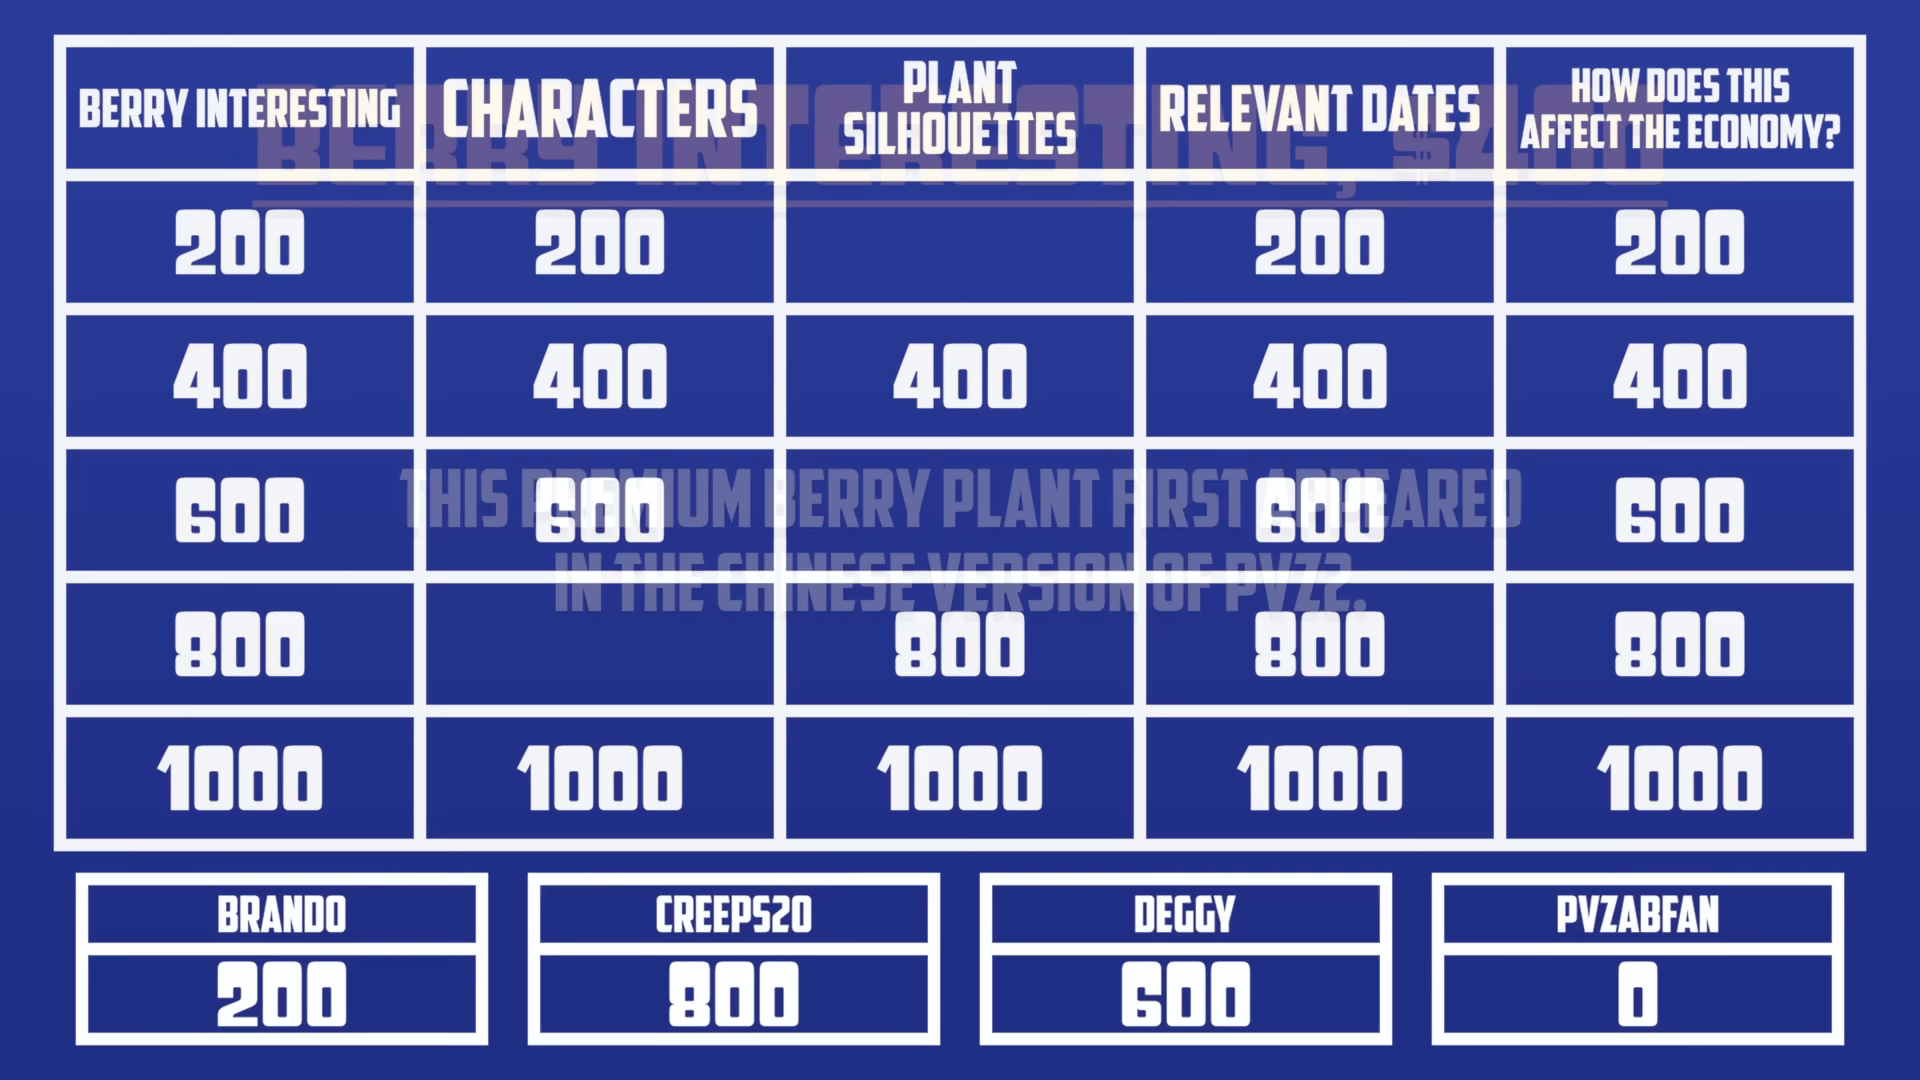 BERRY INTERESTING
CHARACTERS
PLANT
SILHOUETTES
RELEVANT DATES
HOW DOES THIS
AFFECT THE ECONOMY?
BERRY INTERESTING, $400
200 200 200 200
400 400 400 400 400
600 600 600 600
THIS PREMIUM BERRY PLANT FIRST APPEARED
IN THE CHINESE VERSION OF PVZ2.
800 800 800 800
1000 1000 1000 1000 1000
BRANDO
200
CREEPS20
800
DEGGY
600
PVZABFAN
0